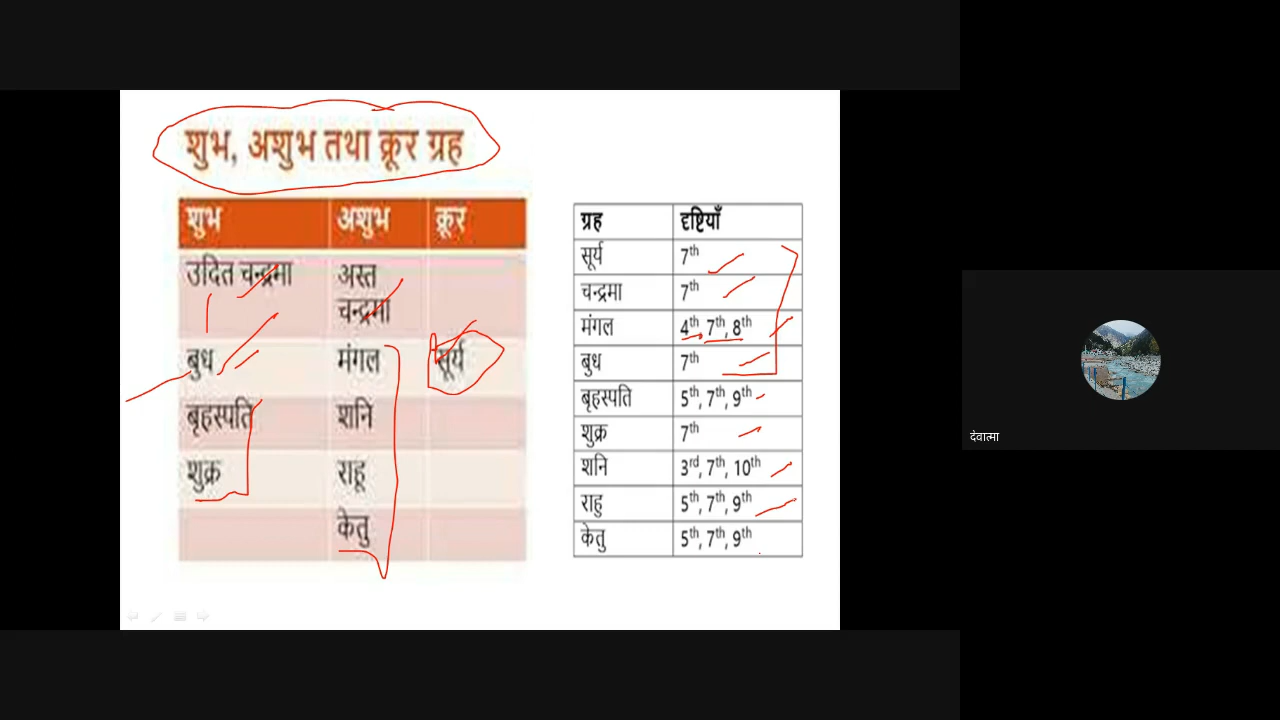 शुभ, अशुभ तथा क्रूर ग्रह
शुभ अशुभ क्रूर
उदित चन्द्रमा अस्त चन्द्रमा
बुध मंगल सूर्य
बृहस्पति शनि
शुक्र राहू
केतु
ग्रह दृष्टियाँ
सूर्य 7th
चन्द्रमा 7th
मंगल 4th, 7th, 8th
बुध 7th
बृहस्पति 5th, 7th, 9th
शुक्र 7th
शनि 3rd, 7th, 10th
राहु 5th, 7th, 9th
केतु 5th, 7th, 9th
देवात्मा